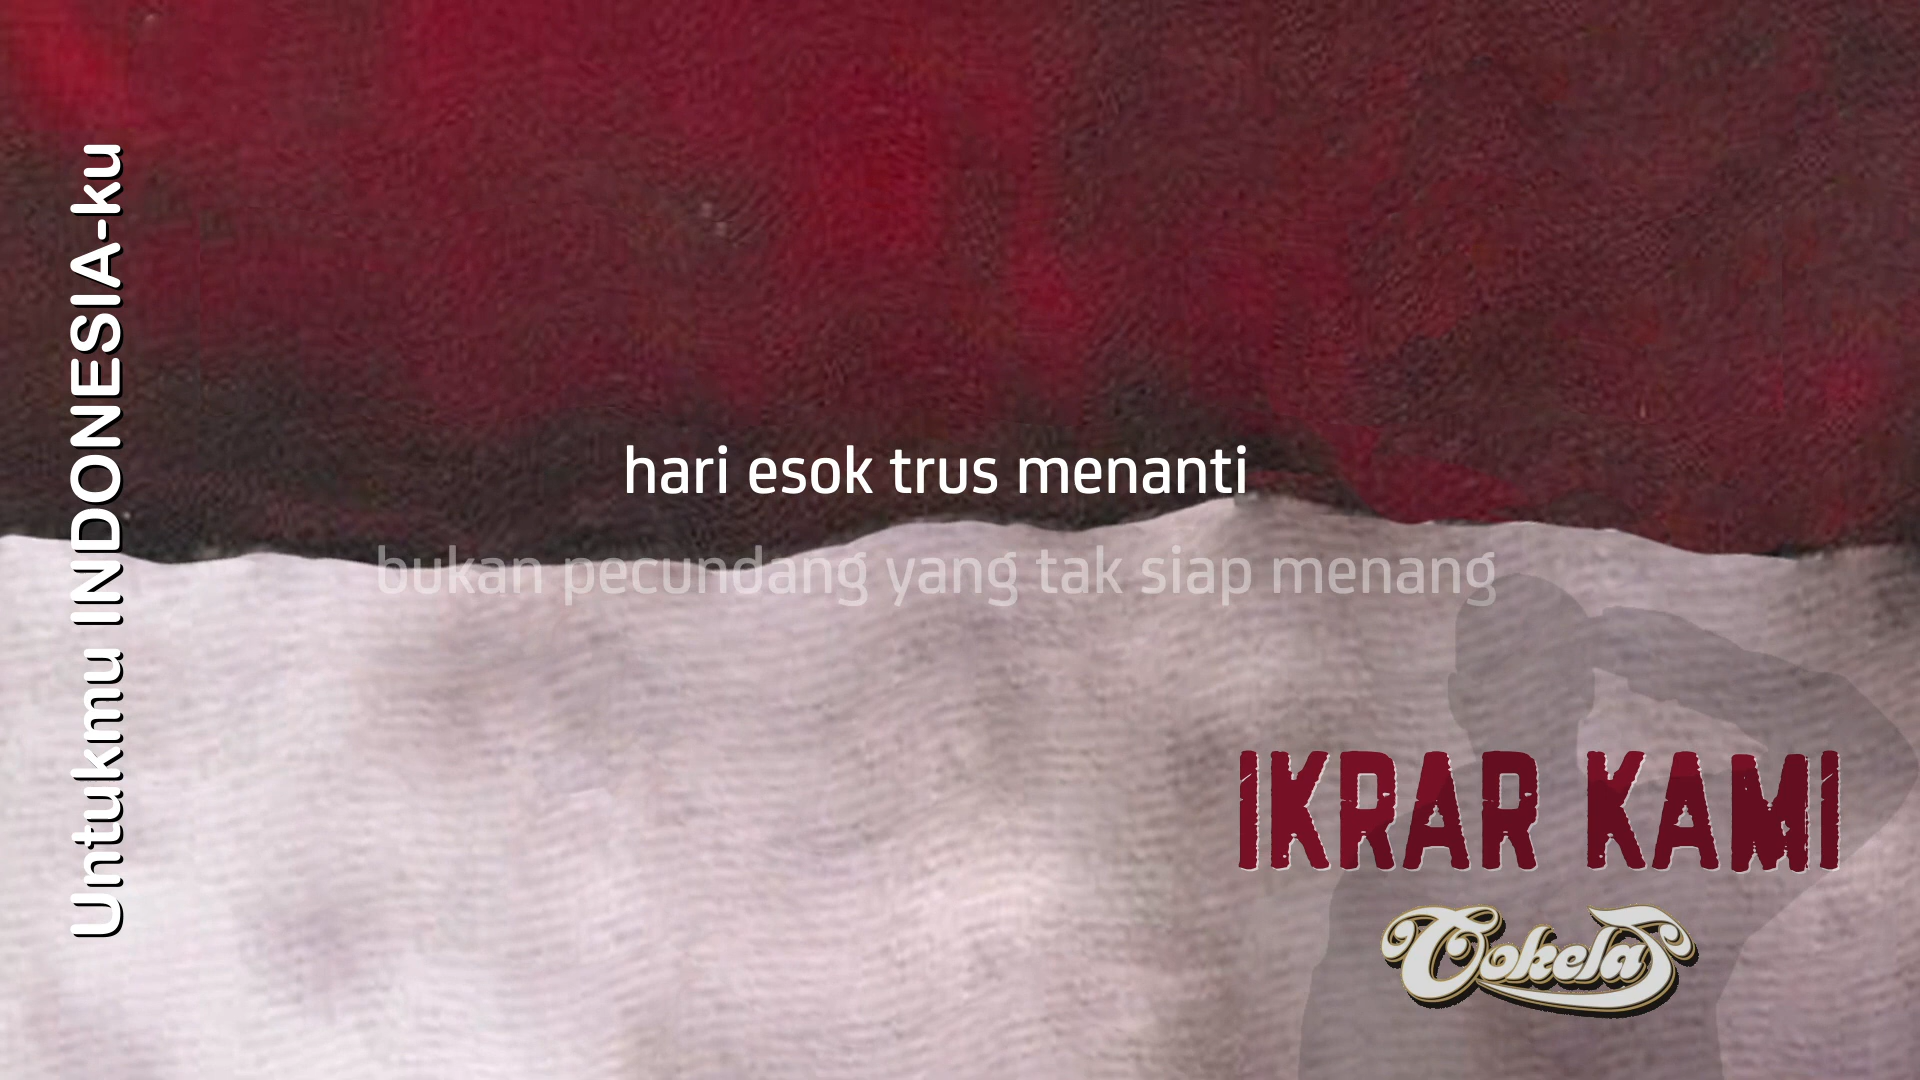 Untukmu INDONESIA-ku
hari esok trus menanti
bukan pecundang yang tak siap menang
IKRAR KAMI
Cokelat